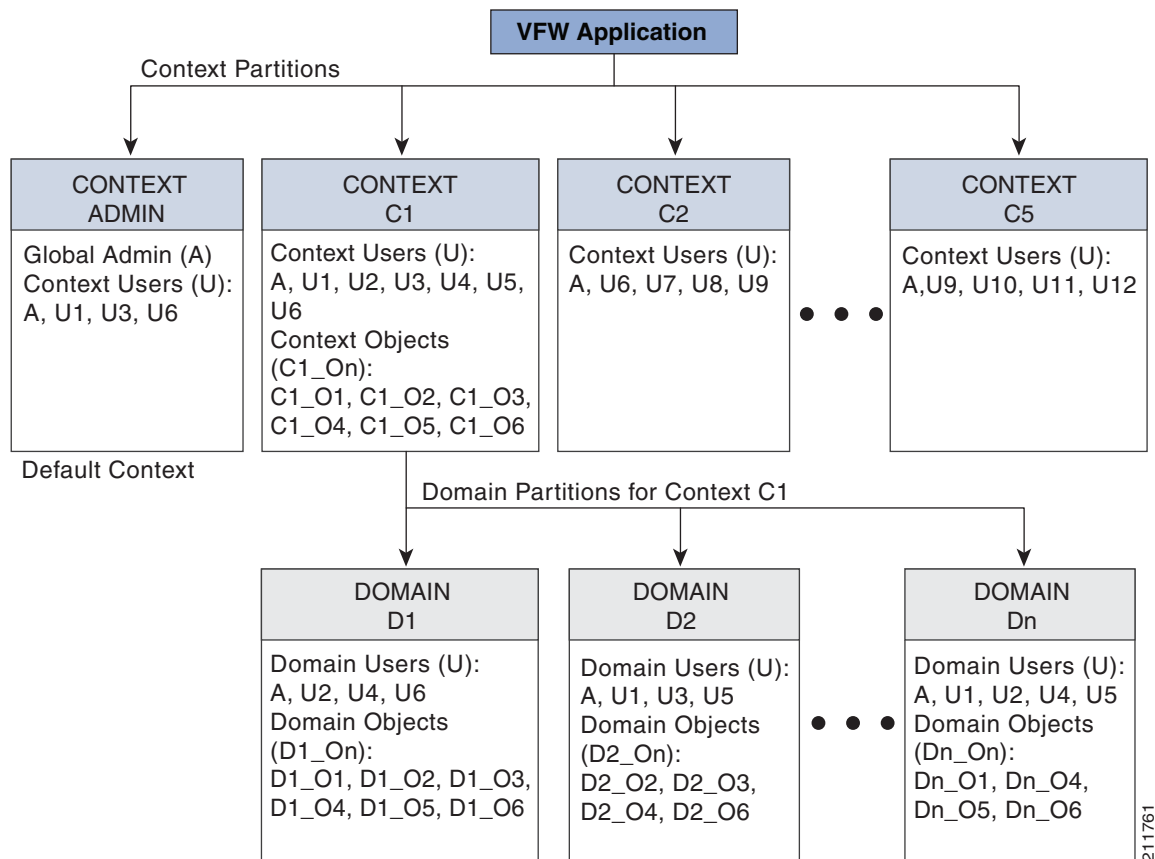 VFW Application
Context Partitions
CONTEXT
ADMIN
Global Admin (A)
Context Users (U):
A, U1, U3, U6
Default Context
CONTEXT
C1
Context Users (U):
A, U1, U2, U3, U4, U5,
U6
Context Objects
(C1_On):
C1_O1, C1_O2, C1_O3,
C1_O4, C1_O5, C1_O6
CONTEXT
C2
Context Users (U):
A, U6, U7, U8, U9
CONTEXT
C5
Context Users (U):
A,U9, U10, U11, U12
Domain Partitions for Context C1
DOMAIN
D1
Domain Users (U):
A, U2, U4, U6
Domain Objects
(D1_On):
D1_O1, D1_O2, D1_O3,
D1_O4, D1_O5, D1_O6
DOMAIN
D2
Domain Users (U):
A, U1, U3, U5
Domain Objects
(D2_On):
D2_O2, D2_O3,
D2_O4, D2_O6
DOMAIN
Dn
Domain Users (U):
A, U1, U2, U4, U5
Domain Objects
(Dn_On):
Dn_O1, Dn_O4,
Dn_O5, Dn_O6
211761